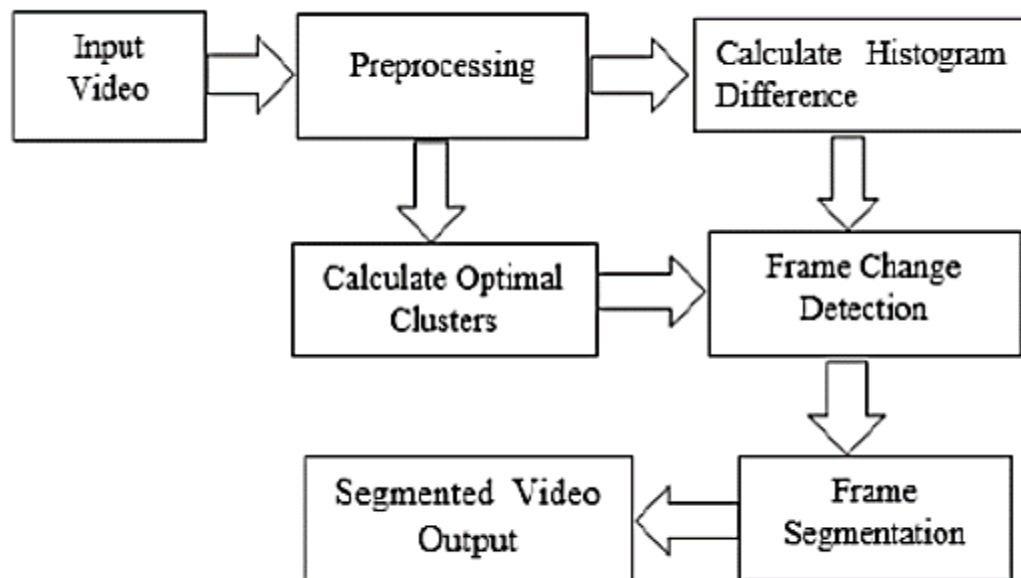 Input
Video
Preprocessing
Calculate Histogram
Difference
Calculate Optimal
Clusters
Frame Change
Detection
Segmented Video
Output
Frame
Segmentation